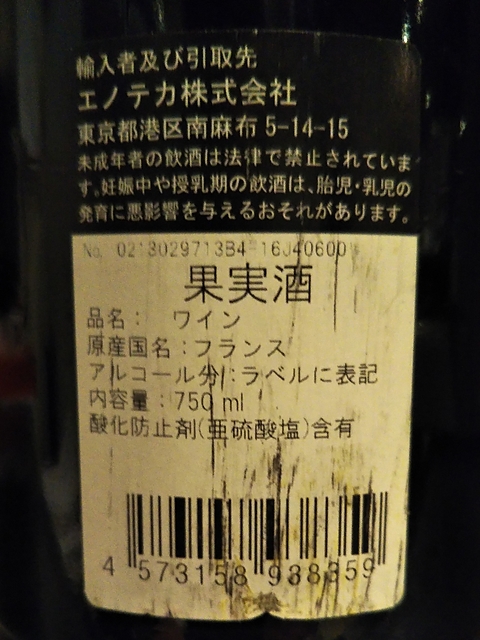 輸入者及び引取先
エノテカ株式会社
東京都港区南麻布5-14-15
未成年者の飲酒は法律で禁止されていま
す。妊娠中や授乳期の飲酒は、胎児・乳児の
発育に悪影響を与えるおそれがあります。
No. 0213029713B4-16J40600
果実酒
品名： ワイン
原産国名：フランス
アルコール分：ラベルに表記
内容量：750 ml
酸化防止剤(亜硫酸塩)含有
4 573158 938359